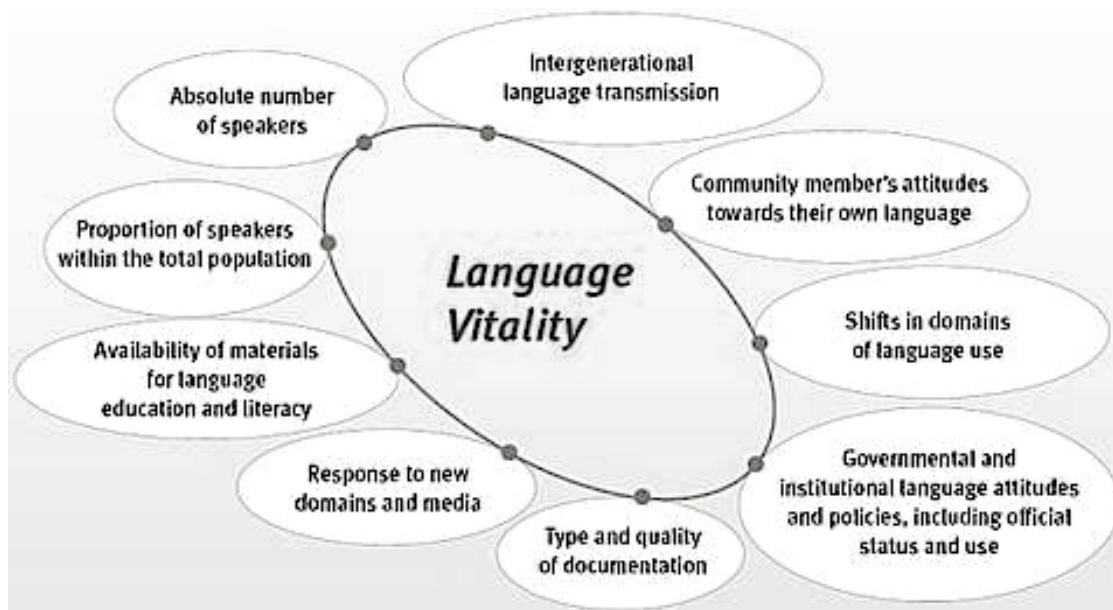 Intergenerational
language transmission
Absolute number
of speakers
Community member's attitudes
towards their own language
Proportion of speakers
within the total population
Language
Vitality
Shifts in domains
of language use
Availability of materials
for language
education and literacy
Governmental and
institutional language attitudes
and policies, including official
status and use
Response to new
domains and media
Type and quality
of documentation